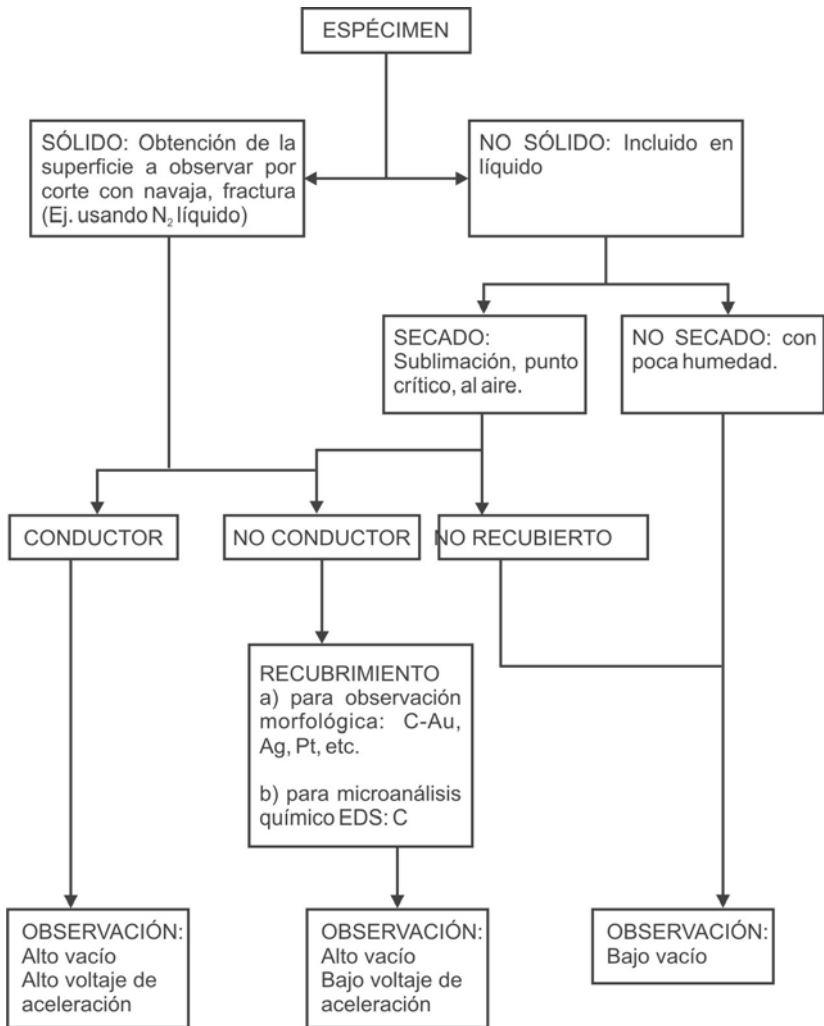 ESPÉCIMEN
SÓLIDO: Obtención de la
superficie a observar por
corte con navaja, fractura
(Ej. usando N₂ líquido)
NO SÓLIDO: Incluido en
líquido
SECADO:
Sublimación, punto
crítico, al aire.
NO SECADO: con
poca humedad.
CONDUCTOR
NO CONDUCTOR
NO RECUBIERTO
RECUBRIMIENTO
a) para observación
morfológica: C-Au,
Ag, Pt, etc.
b) para microanálisis
químico EDS: C
OBSERVACIÓN:
Alto vacío
Alto voltaje de
aceleración
OBSERVACIÓN:
Alto vacío
Bajo voltaje de
aceleración
OBSERVACIÓN:
Bajo vacío